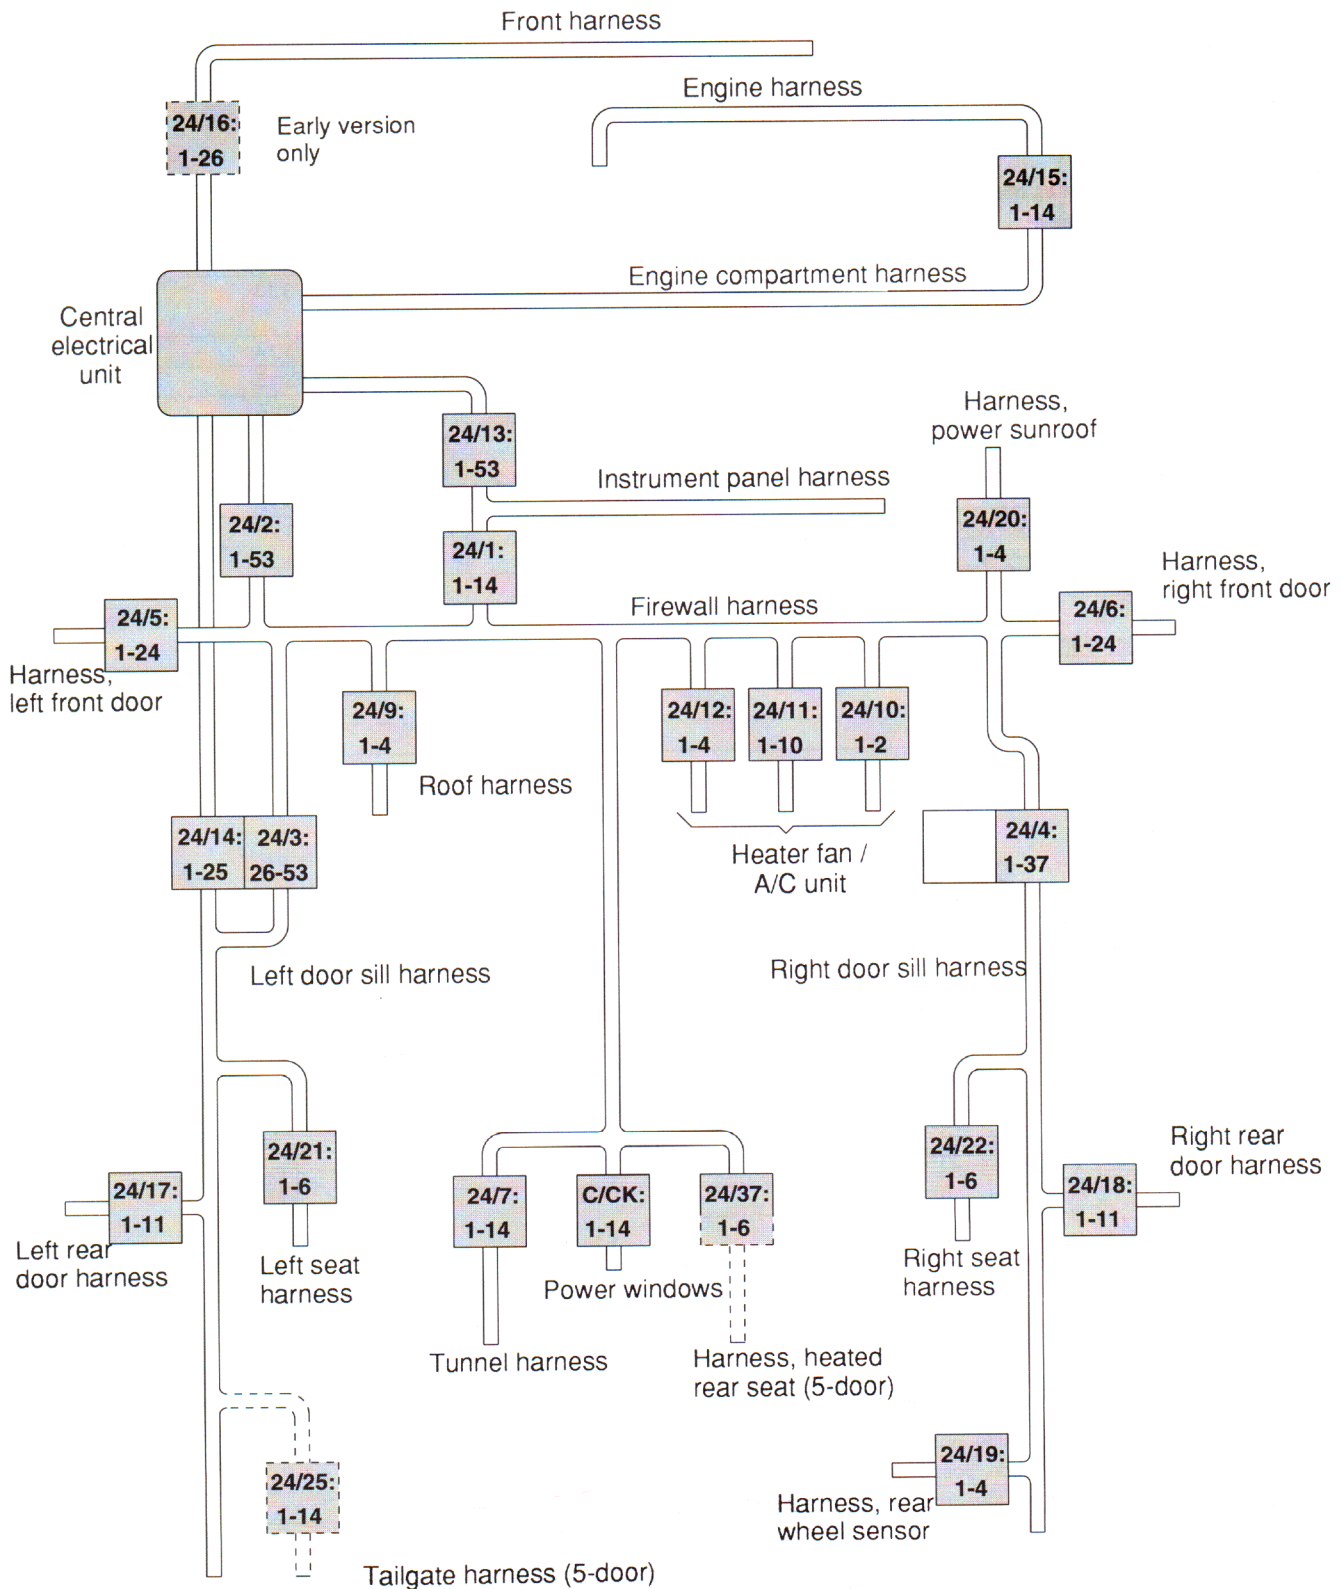 Front harness
Engine harness
24/16:
1-26
Early version
only
24/15:
1-14
Engine compartment harness
Central
electrical
unit
Harness,
power sunroof
24/13:
1-53
Instrument panel harness
24/2:
1-53
24/1:
1-14
24/20:
1-4
Harness,
right front door
24/5:
1-24
Firewall harness
24/6:
1-24
Harness,
left front door
24/9:
1-4
24/12:
1-4
24/11:
1-10
24/10:
1-2
Roof harness
24/14:
1-25
24/3:
26-53
Heater fan /
A/C unit
24/4:
1-37
Left door sill harness
Right door sill harness
24/21:
1-6
24/22:
1-6
Right rear
door harness
24/17:
1-11
24/7:
1-14
C/CK:
1-14
24/37:
1-6
24/18:
1-11
Left rear
door harness
Left seat
harness
Power windows
Right seat
harness
Tunnel harness
Harness, heated
rear seat (5-door)
24/25:
1-14
24/19:
1-4
Harness, rear
wheel sensor
Tailgate harness (5-door)